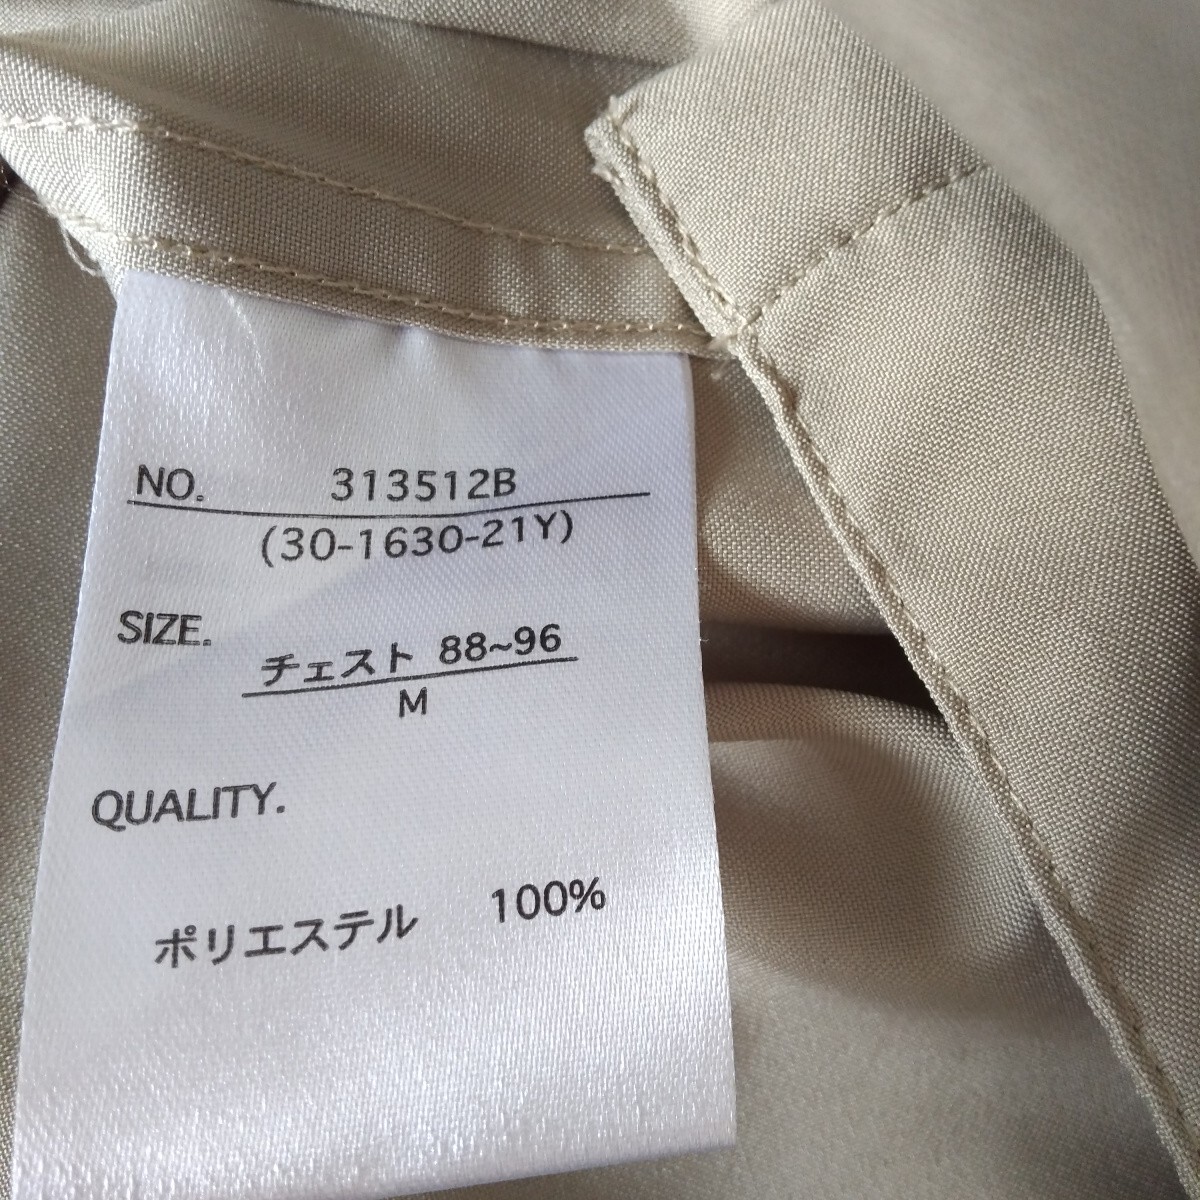 NO. 313512B
(30-1630-21Y)
SIZE.
チェスト 88~96
M
QUALITY.
ポリエステル 100%